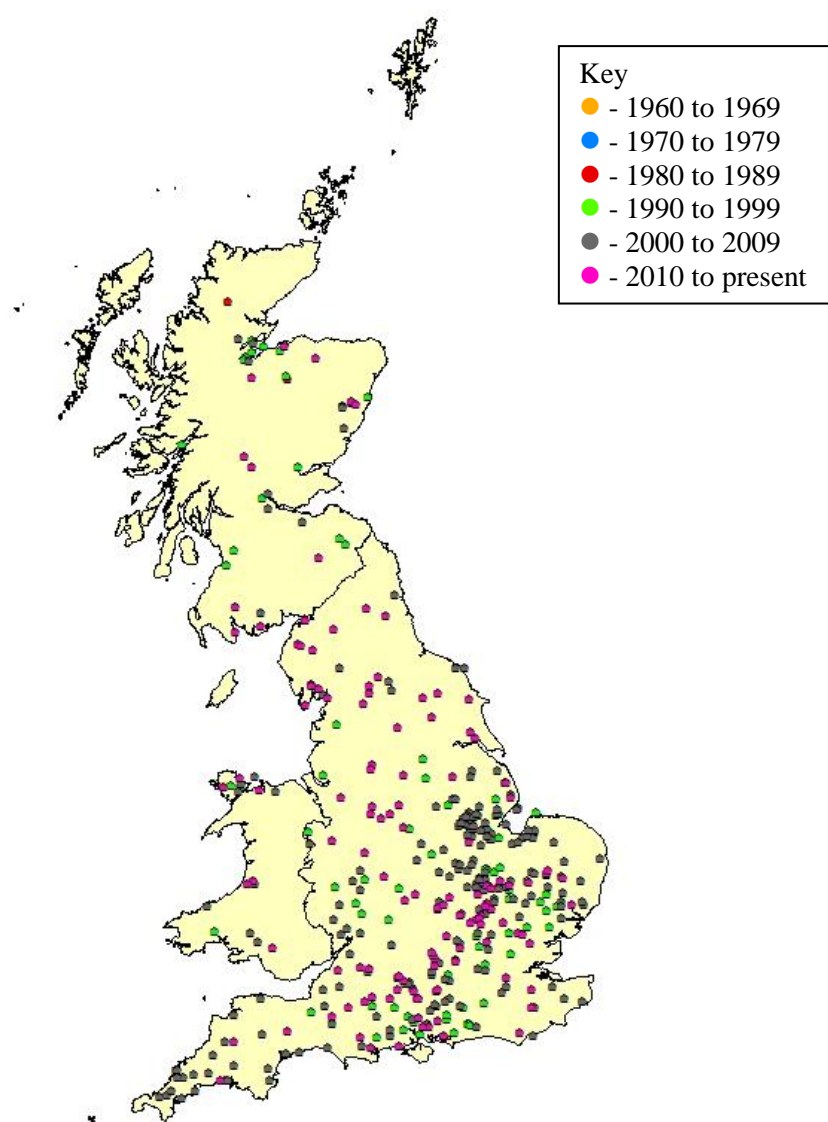 Key
- 1960 to 1969
- 1970 to 1979
- 1980 to 1989
- 1990 to 1999
- 2000 to 2009
- 2010 to present